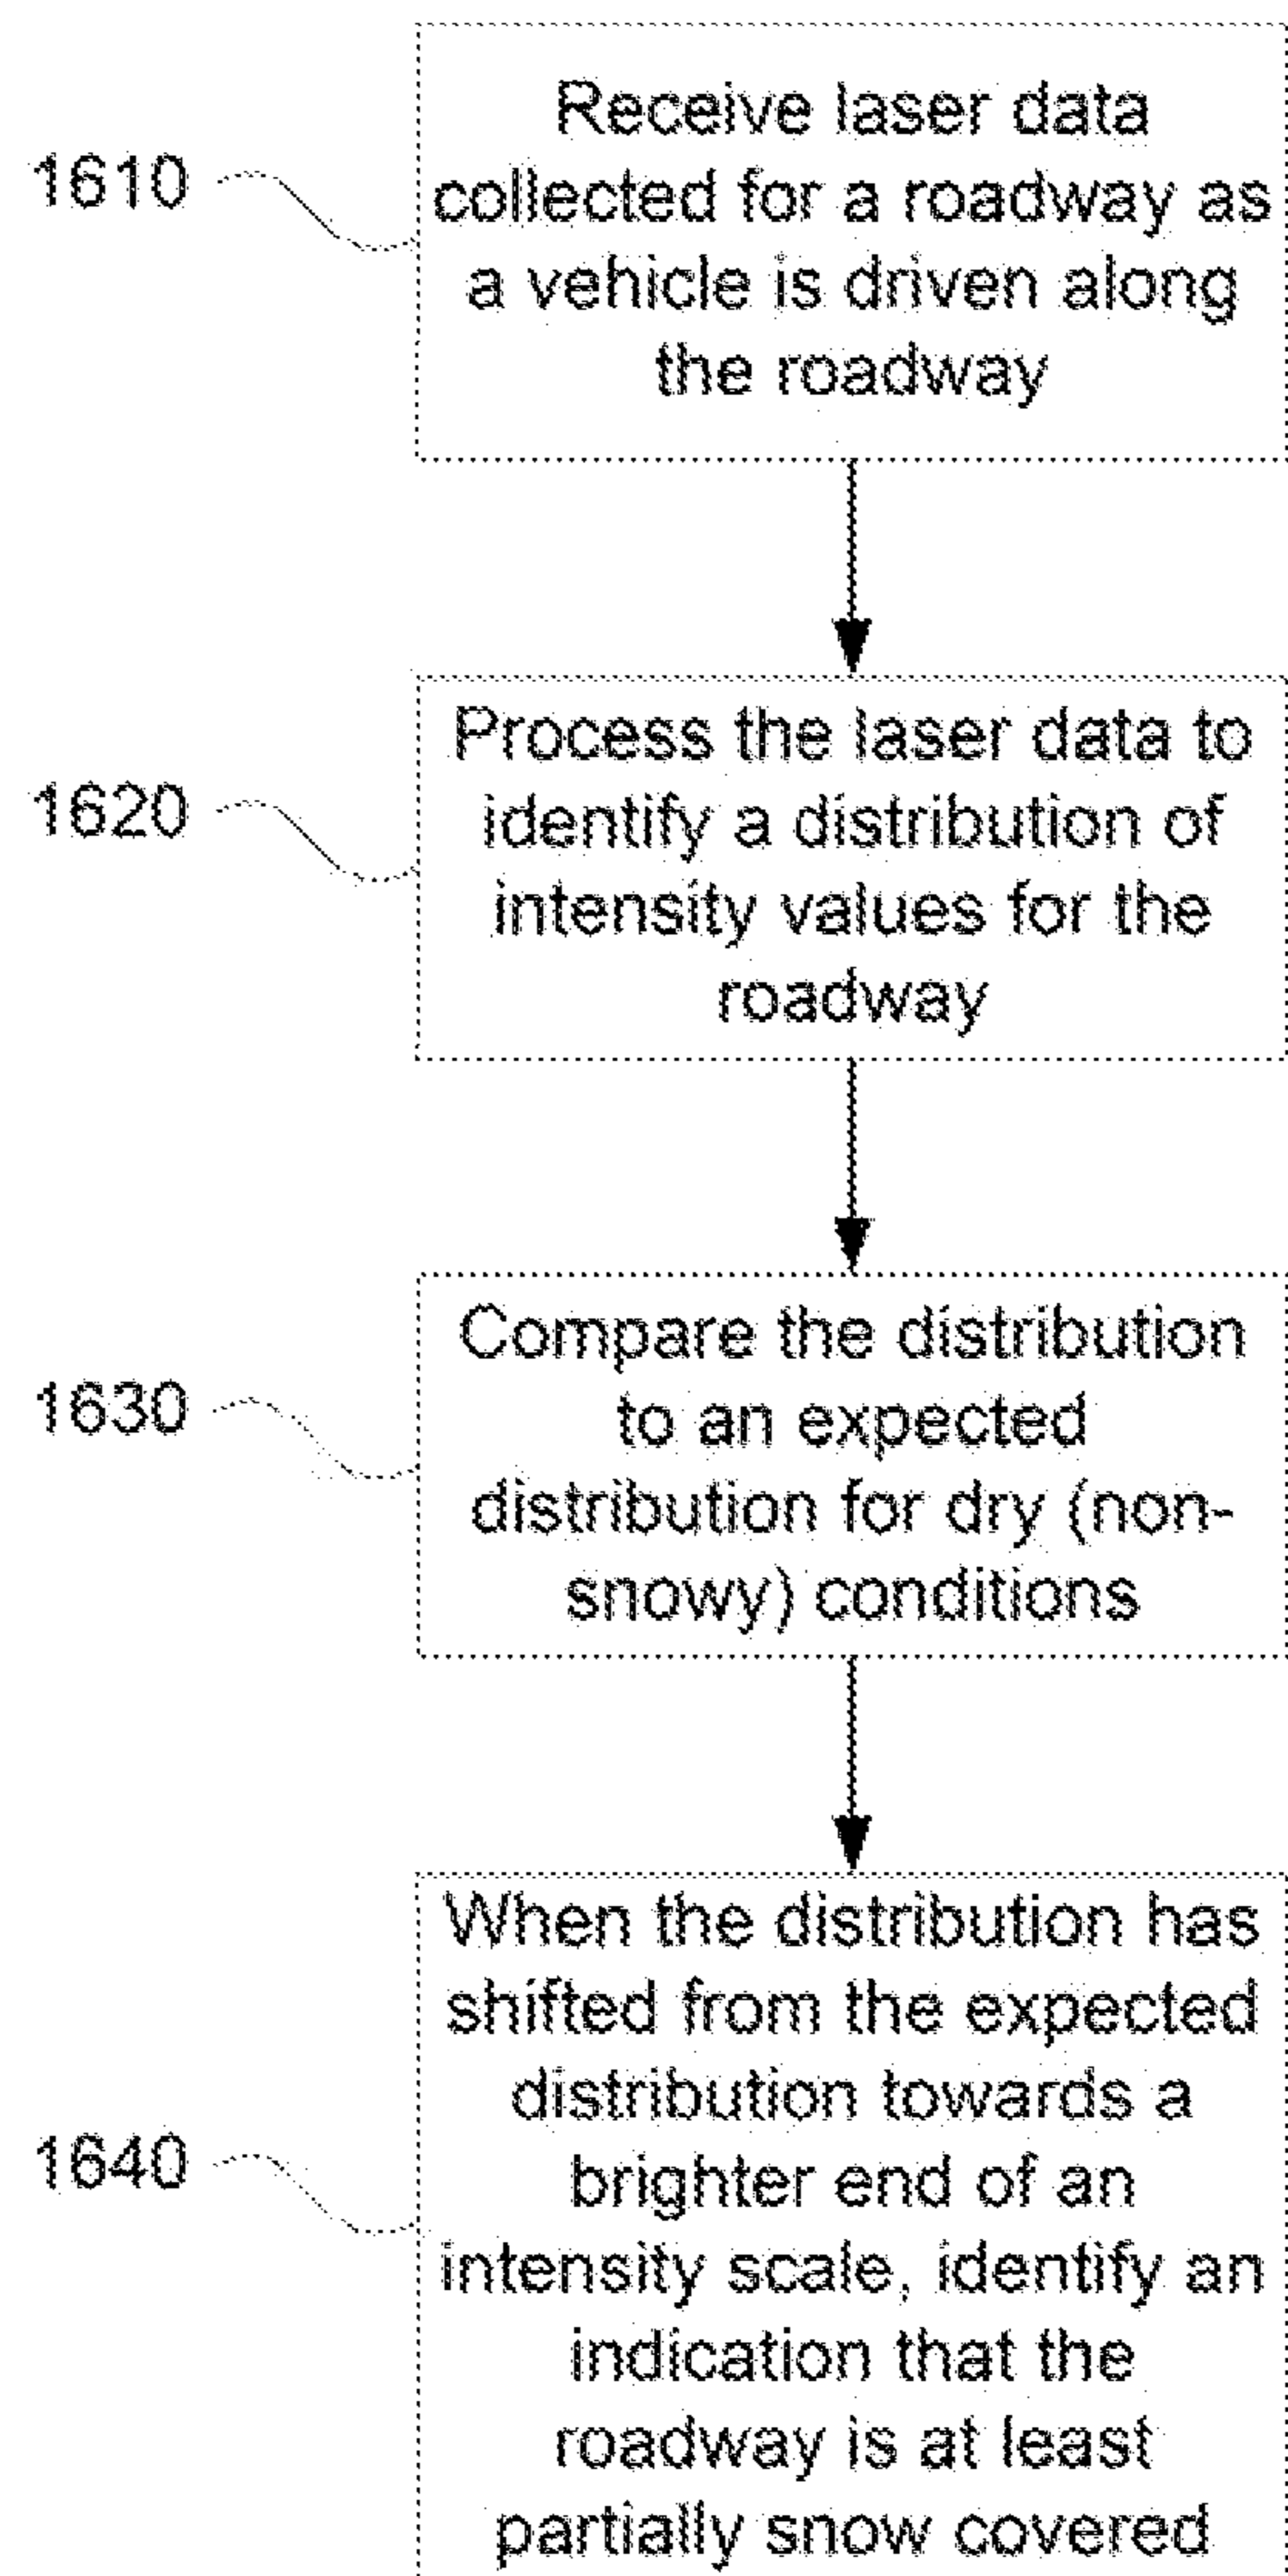 Receive laser data
collected for a roadway as
a vehicle is driven along
the roadway
1610
Process the laser data to
identify a distribution of
intensity values for the
roadway
1620
Compare the distribution
to an expected
distribution for dry (non-
snowy) conditions
1630
When the distribution has
shifted from the expected
distribution towards a
brighter end of an
intensity scale, identify an
indication that the
roadway is at least
partially snow covered
1640